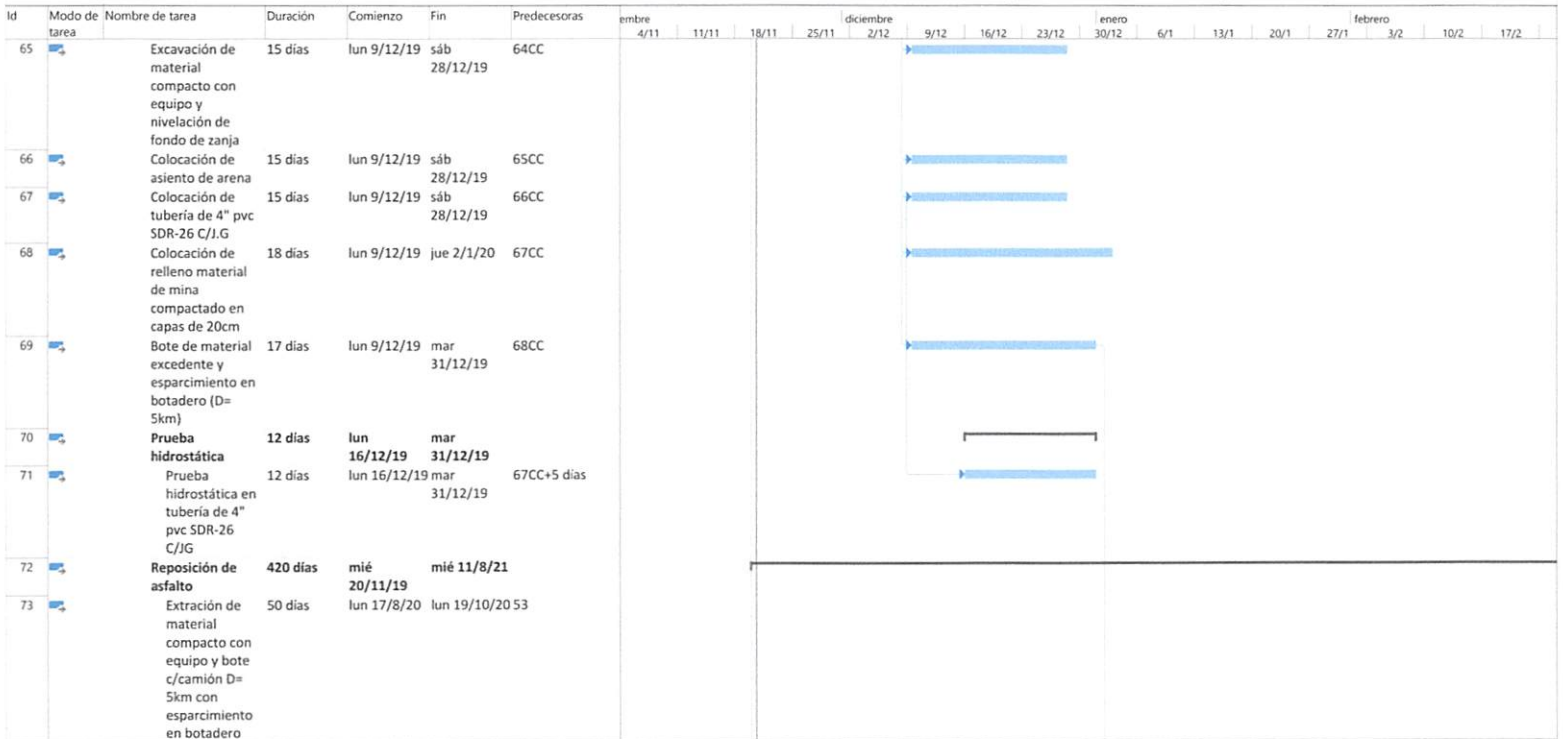 Id Modo de Nombre de tarea Duración Comienzo Fin Predecesoras embre diciembre enero febrero
tarea 4/11 11/11 18/11 25/11 2/12 9/12 16/12 23/12 30/12 6/1 13/1 20/1 27/1 3/2 10/2 17/2
65 Excavación de 15 días lun 9/12/19 sáb 64CC
material 28/12/19
compacto con
equipo y
nivelación de
fondo de zanja
66 Colocación de 15 días lun 9/12/19 sáb 65CC
asiento de arena 28/12/19
67 Colocación de 15 días lun 9/12/19 sáb 66CC
tubería de 4" pvc 28/12/19
SDR-26 C/J.G
68 Colocación de 18 días lun 9/12/19 jue 2/1/20 67CC
relleno material
de mina
compactado en
capas de 20cm
69 Bote de material 17 días lun 9/12/19 mar 68CC
excedente y 31/12/19
esparcimiento en
botadero (D=
5km)
70 Prueba 12 días lun mar
hidrostática 16/12/19 31/12/19
71 Prueba 12 días lun 16/12/19 mar 67CC+5 días
hidrostática en 31/12/19
tubería de 4"
pvc SDR-26
C/JG
72 Reposición de 420 días mié mié 11/8/21
asfalto 20/11/19
73 Extración de 50 días lun 17/8/20 lun 19/10/20 53
material
compacto con
equipo y bote
c/camión D=
5km con
esparcimiento
en botadero